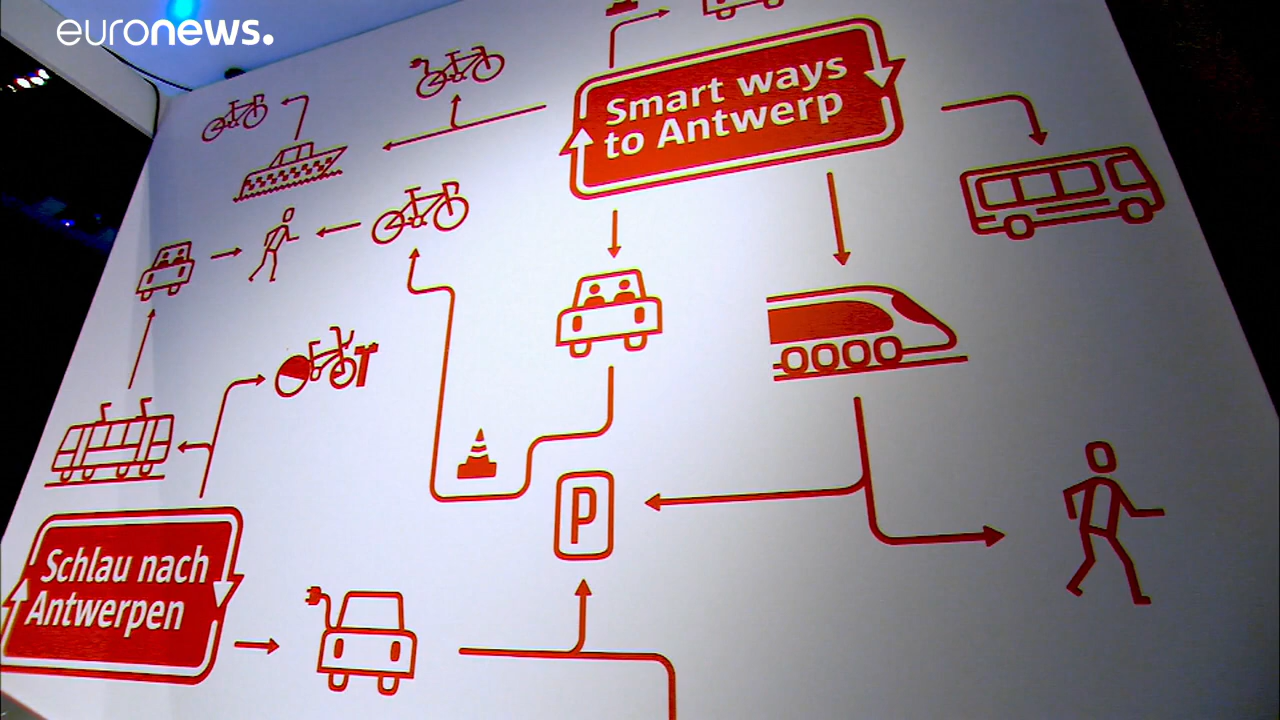 euronews.
Smart ways
to Antwerp
P
Schlau nach
Antwerpen